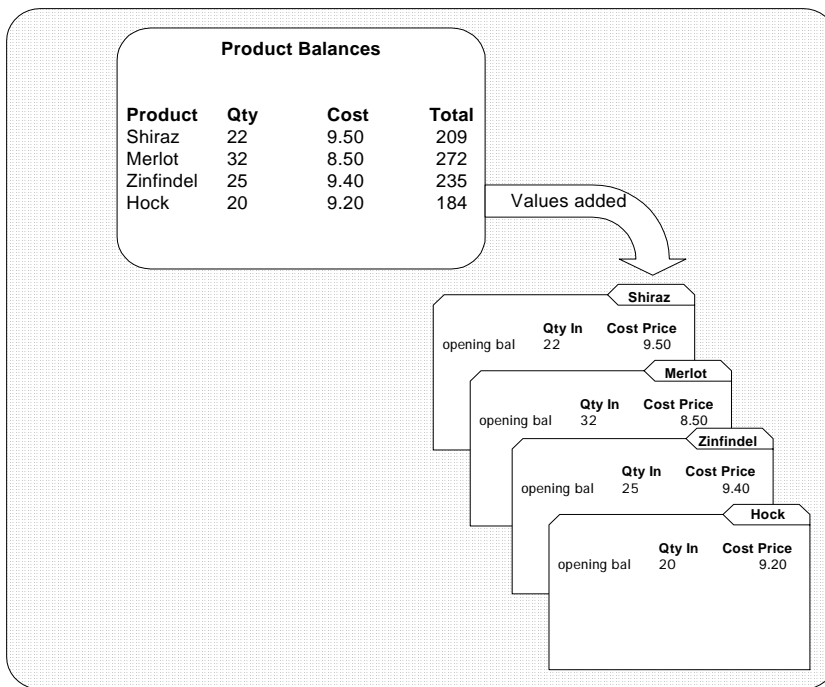 Product Balances
Product Qty Cost Total
Shiraz 22 9.50 209
Merlot 32 8.50 272
Zinfindel 25 9.40 235
Hock 20 9.20 184
Values added
Shiraz
Qty In Cost Price
opening bal 22 9.50
Merlot
Qty In Cost Price
opening bal 32 8.50
Zinfindel
Qty In Cost Price
opening bal 25 9.40
Hock
Qty In Cost Price
opening bal 20 9.20